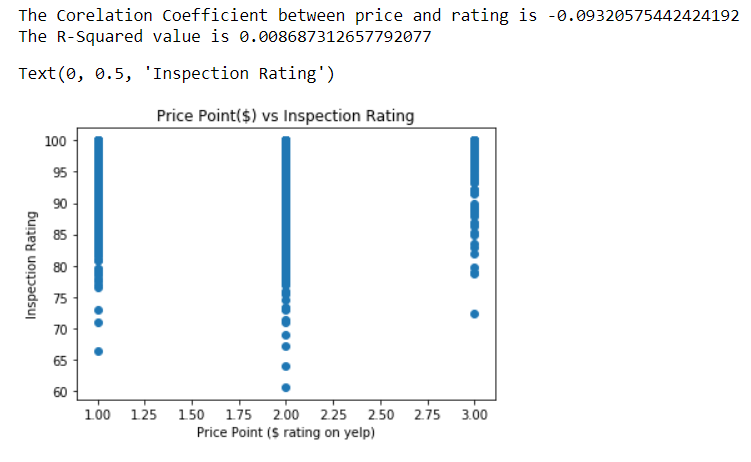 The Corelation Coefficient between price and rating is -0.09320575442424192
The R-Squared value is 0.008687312657792077
Text(0, 0.5, 'Inspection Rating')
Price Point($) vs Inspection Rating
100
95
90
85
80
75
70
65
60
Inspection Rating
1.00 1.25 1.50 1.75 2.00 2.25 2.50 2.75 3.00
Price Point ($ rating on yelp)